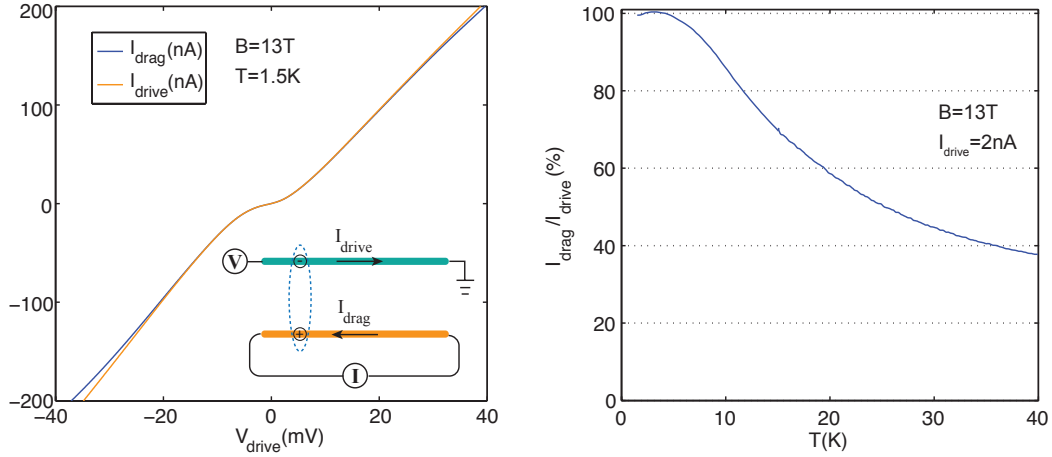 200
100
0
−100
−200
−40
−20
0
20
40
V_drive(mV)
I_drag(nA)
I_drive(nA)
B=13T
T=1.5K
I_drive
V
-
I_drag
+
I
100
80
60
40
20
0
0
10
20
30
40
T(K)
I_drag/I_drive(%)
B=13T
I_drive=2nA